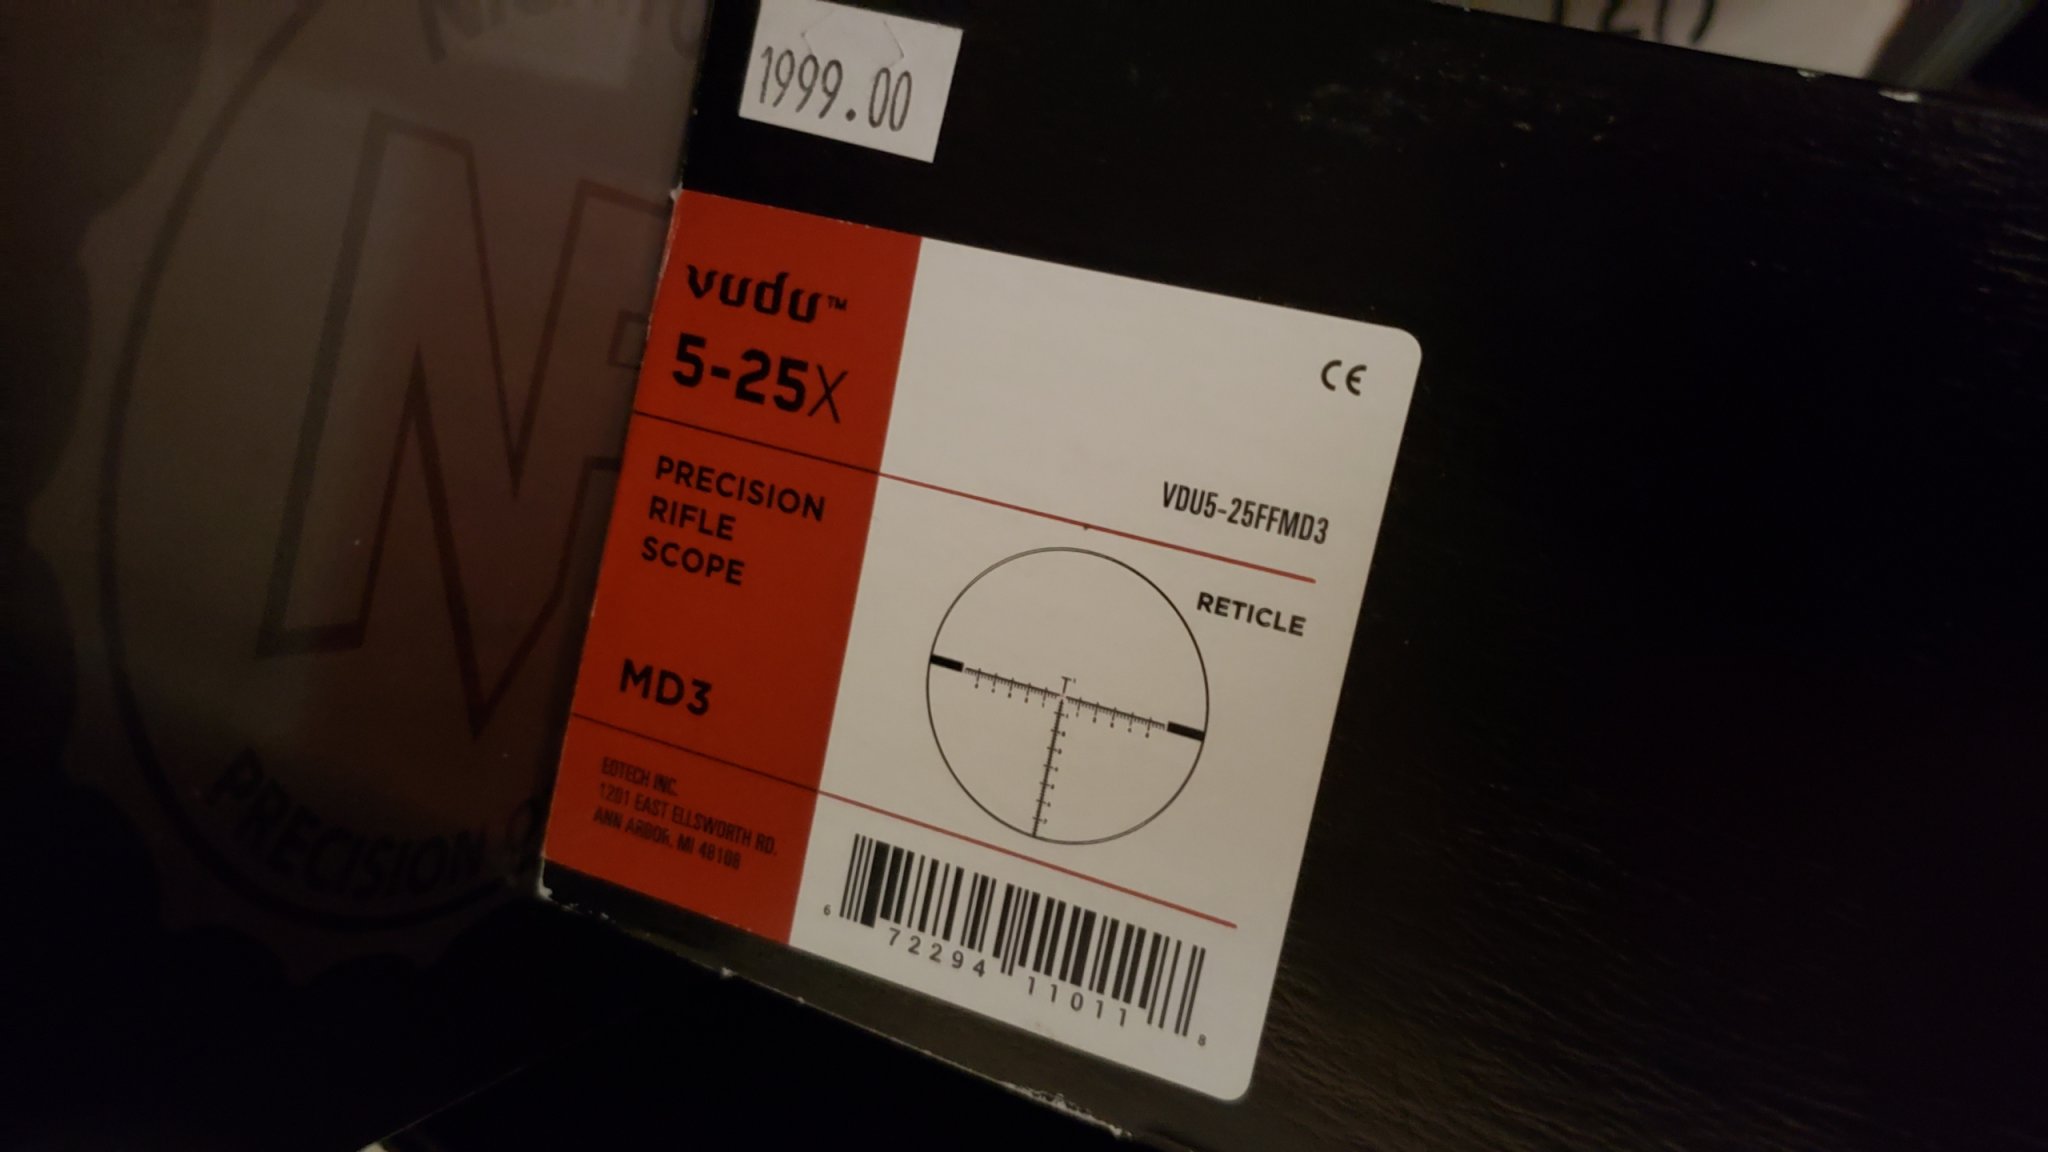 1999.00
vudu™
5-25X
PRECISION
RIFLE
SCOPE
MD3
EOTECH INC.
1201 EAST ELLSWORTH RD.
ANN ARBOR, MI 48108
CE
VDU5-25FFMD3
RETICLE
6 72294 11011 8
PRECISION